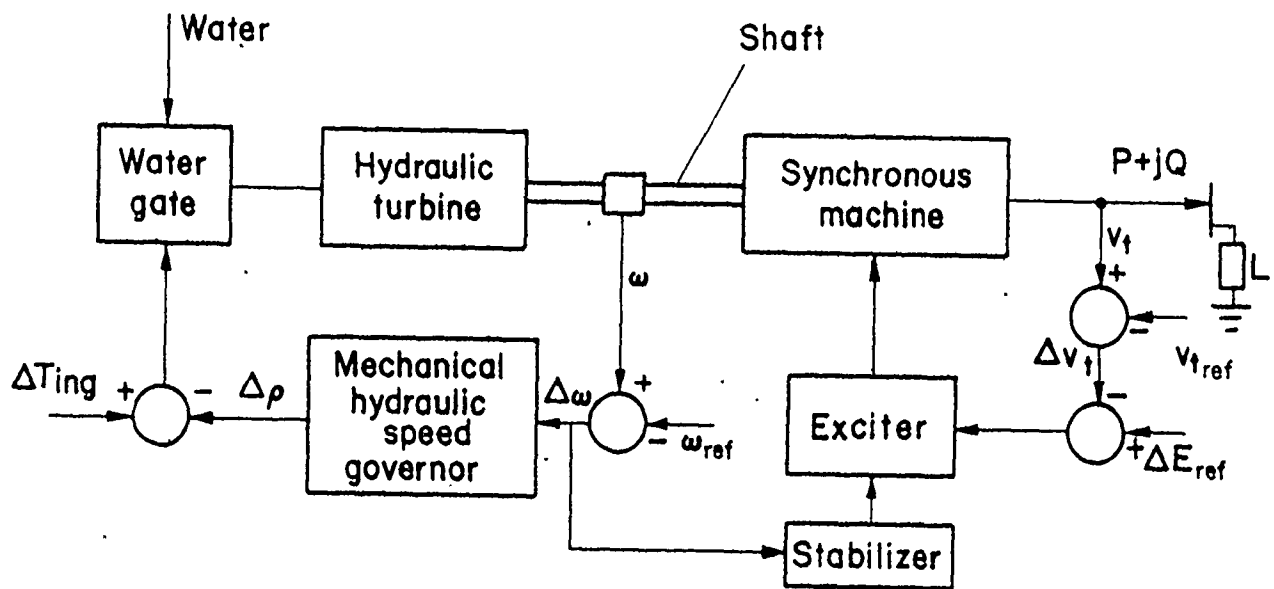 Water
Shaft
Water
gate
Hydraulic
turbine
Synchronous
machine
P+jQ
L
ω
v_t
+
−
v_t_ref
Δv_t
−
+
ΔE_ref
ΔTing
+
−
Δρ
Mechanical
hydraulic
speed
governor
Δω
+
−
ω_ref
Exciter
Stabilizer